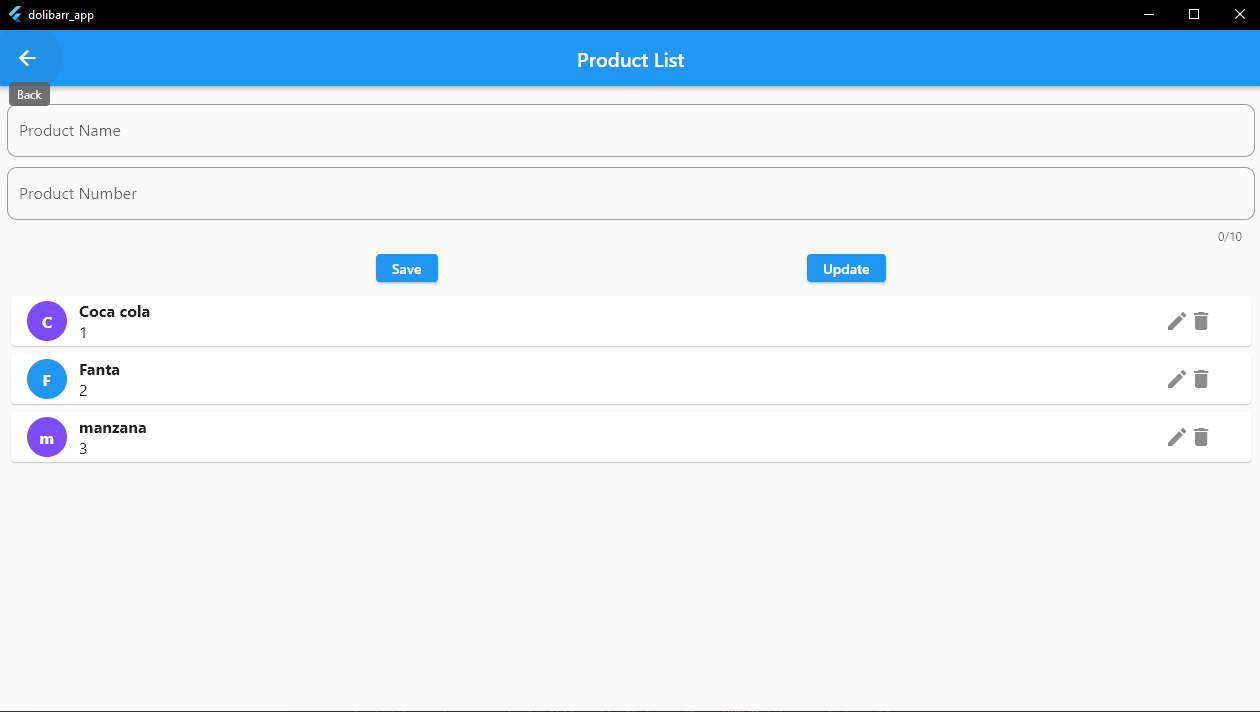 dolibarr_app
Product List
Back
Product Name
Product Number
0/10
Save
Update
C
Coca cola
1
F
Fanta
2
m
manzana
3